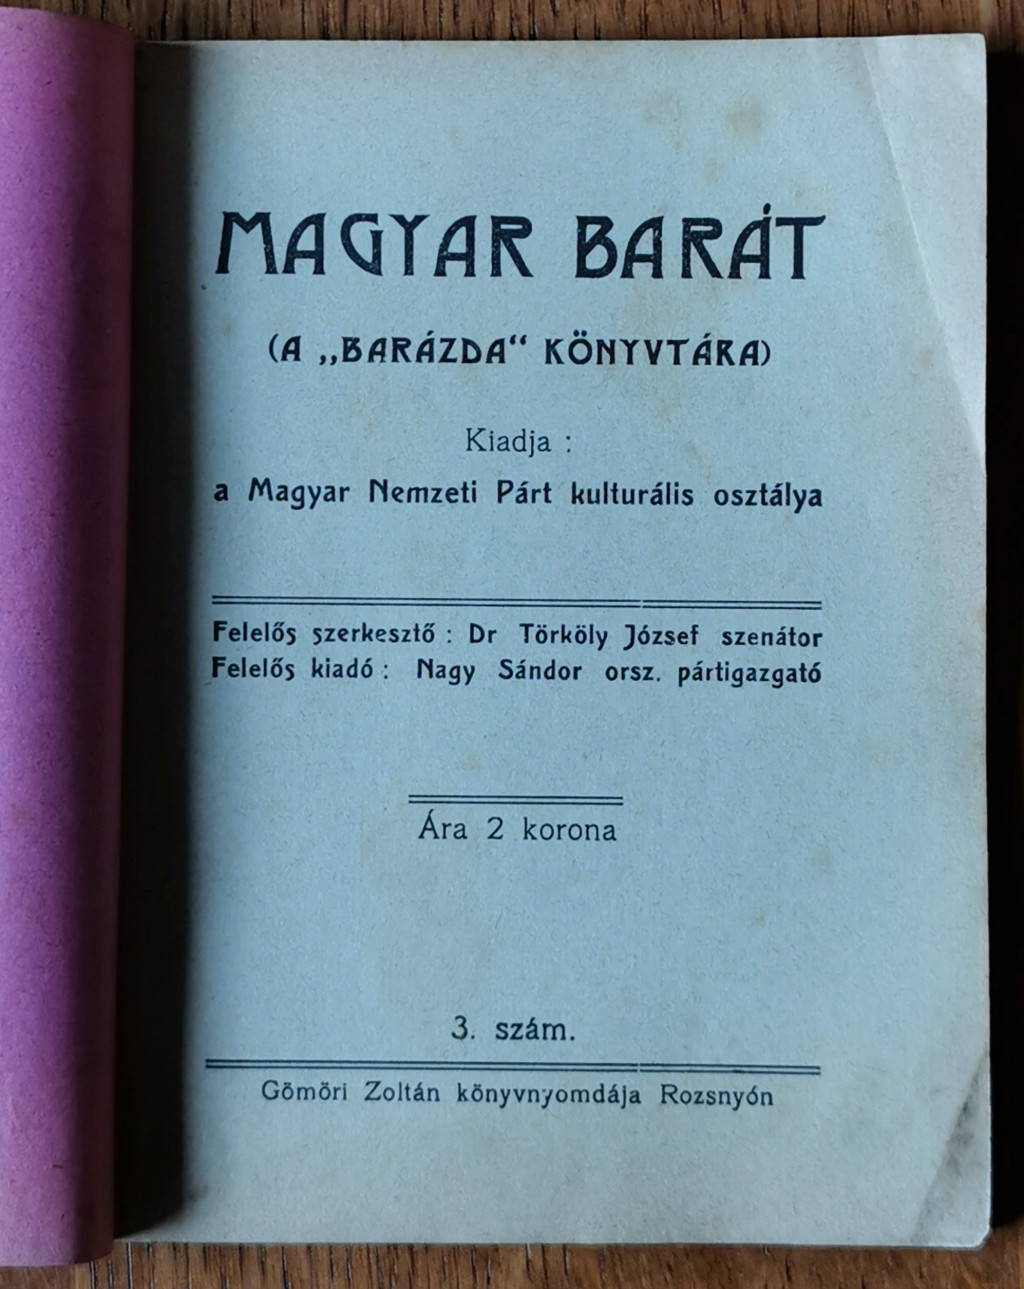 MAGYAR BARÁT
(A „BARÁZDA“ KÖNYVTÁRA)
Kiadja :
a Magyar Nemzeti Párt kulturális osztálya
Felelős szerkesztő : Dr Törköly József szenátor
Felelős kiadó : Nagy Sándor orsz. pártigazgató
Ára 2 korona
3. szám.
Gömöri Zoltán könyvnyomdája Rozsnyón